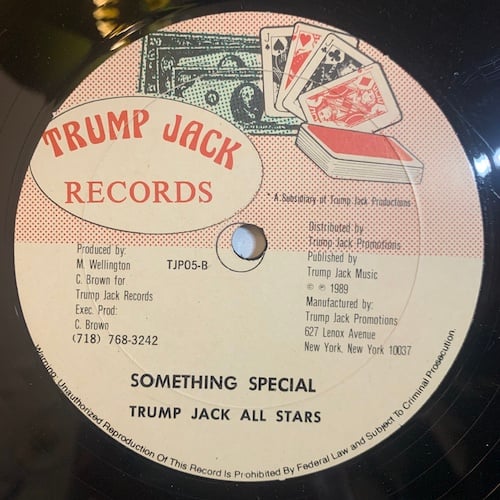 TRUMP JACK
RECORDS
* A Subsidiary of Trump Jack Productions
Produced by:
M. Wellington
C. Brown for
Trump Jack Records
Exec. Prod:
C. Brown
(718) 768-3242
TJP05-B
Distributed by
Trump Jack Promotions
Published by
Trump Jack Music
© ℗ 1989
Manufactured by:
Trump Jack Promotions
627 Lenox Avenue
New York, New York 10037
SOMETHING SPECIAL
TRUMP JACK ALL STARS
Warning: Unauthorized Reproduction Of This Record Is Prohibited By Federal Law and Subject To Criminal Prosecution.